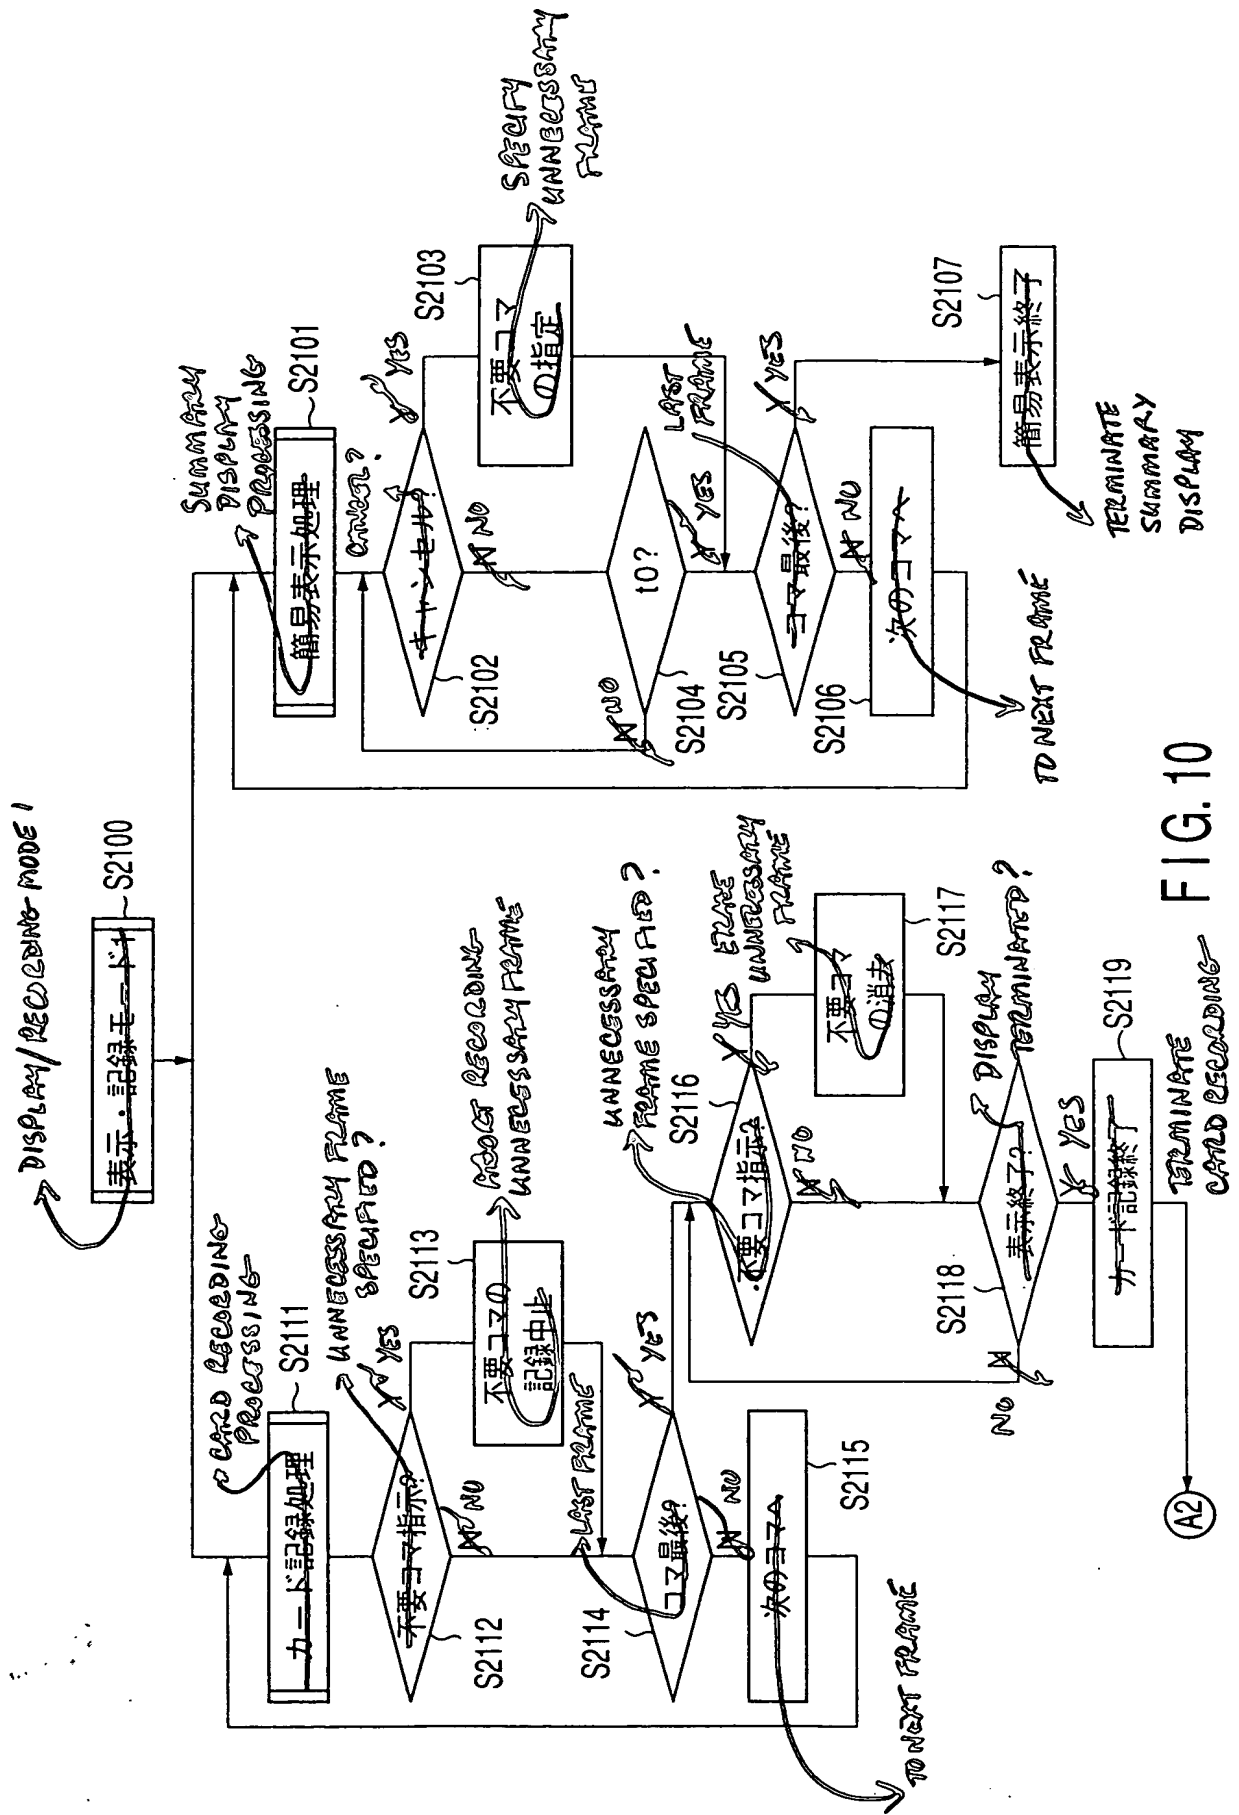 DISPLAY/RECORDING MODE 1
表示・記録モード1
S2100
CARD RECORDING
PROCESSING
カード記録処理
S2111
UNNECESSARY FRAME
SPECIFIED?
不要コマ指示?
S2112
Y YES
N NO
ABORT RECORDING
UNNECESSARY FRAME
S2113
不要コマの
記録中止
LAST FRAME
コマ最後?
S2114
Y YES
N NO
次のコマへ
S2115
TO NEXT FRAME
UNNECESSARY
FRAME SPECIFIED?
不要コマ指示?
S2116
Y YES
N NO
ERASE
UNNECESSARY
FRAME
不要コマ
の消去
S2117
DISPLAY
TERMINATED?
表示終了?
S2118
N
NO
Y YES
カード記録終了
S2119
TERMINATE
CARD RECORDING
A2
SUMMARY
DISPLAY
PROCESSING
簡易表示処理
S2101
CANCEL?
キャンセル?
S2102
Y YES
N NO
SPECIFY
UNNECESSARY
FRAME
S2103
不要コマ
の指定
t0?
S2104
N NO
Y YES
LAST
FRAME
コマ最後?
S2105
Y YES
N NO
次のコマへ
S2106
TO NEXT FRAME
簡易表示終了
S2107
TERMINATE
SUMMARY
DISPLAY
FIG. 10